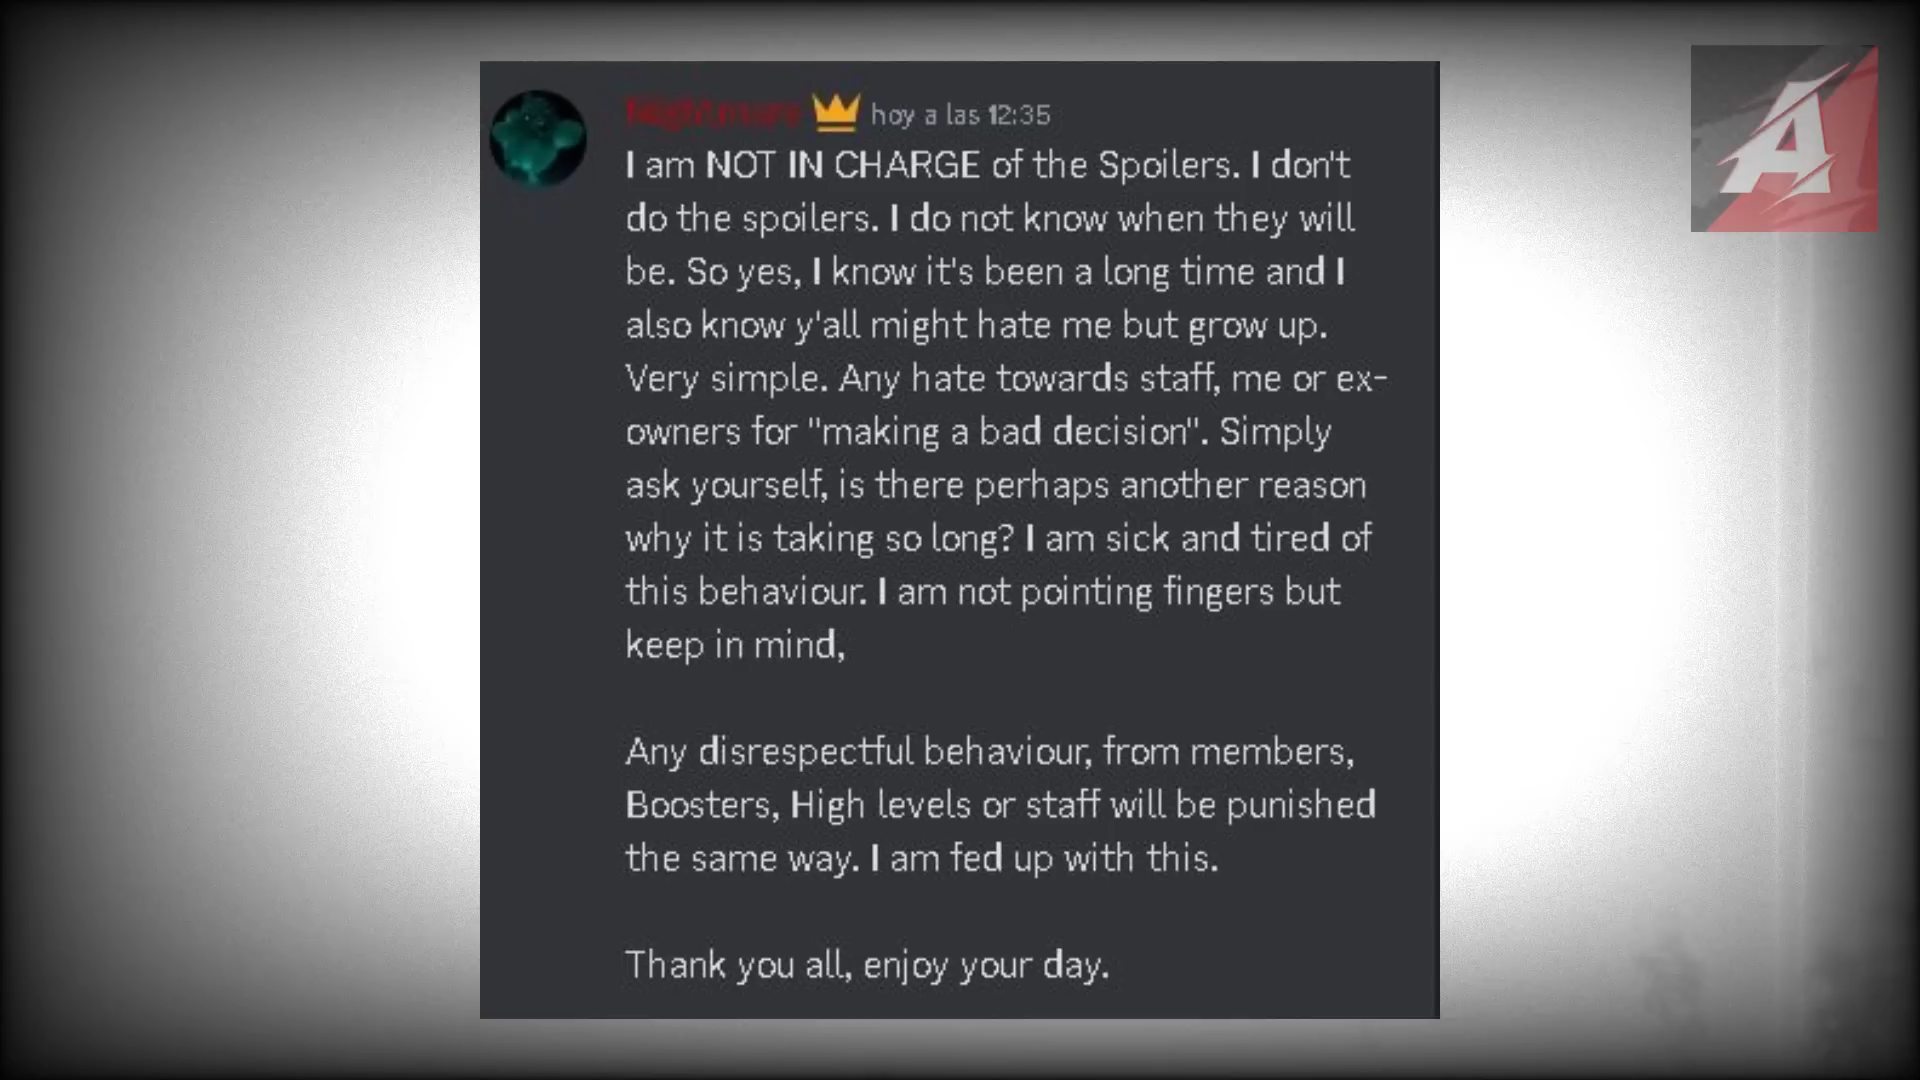 Nightmare hoy a las 12:35
I am NOT IN CHARGE of the Spoilers. I don't
do the spoilers. I do not know when they will
be. So yes, I know it's been a long time and I
also know y'all might hate me but grow up.
Very simple. Any hate towards staff, me or ex-
owners for "making a bad decision". Simply
ask yourself, is there perhaps another reason
why it is taking so long? I am sick and tired of
this behaviour. I am not pointing fingers but
keep in mind,
Any disrespectful behaviour, from members,
Boosters, High levels or staff will be punished
the same way. I am fed up with this.
Thank you all, enjoy your day.
A